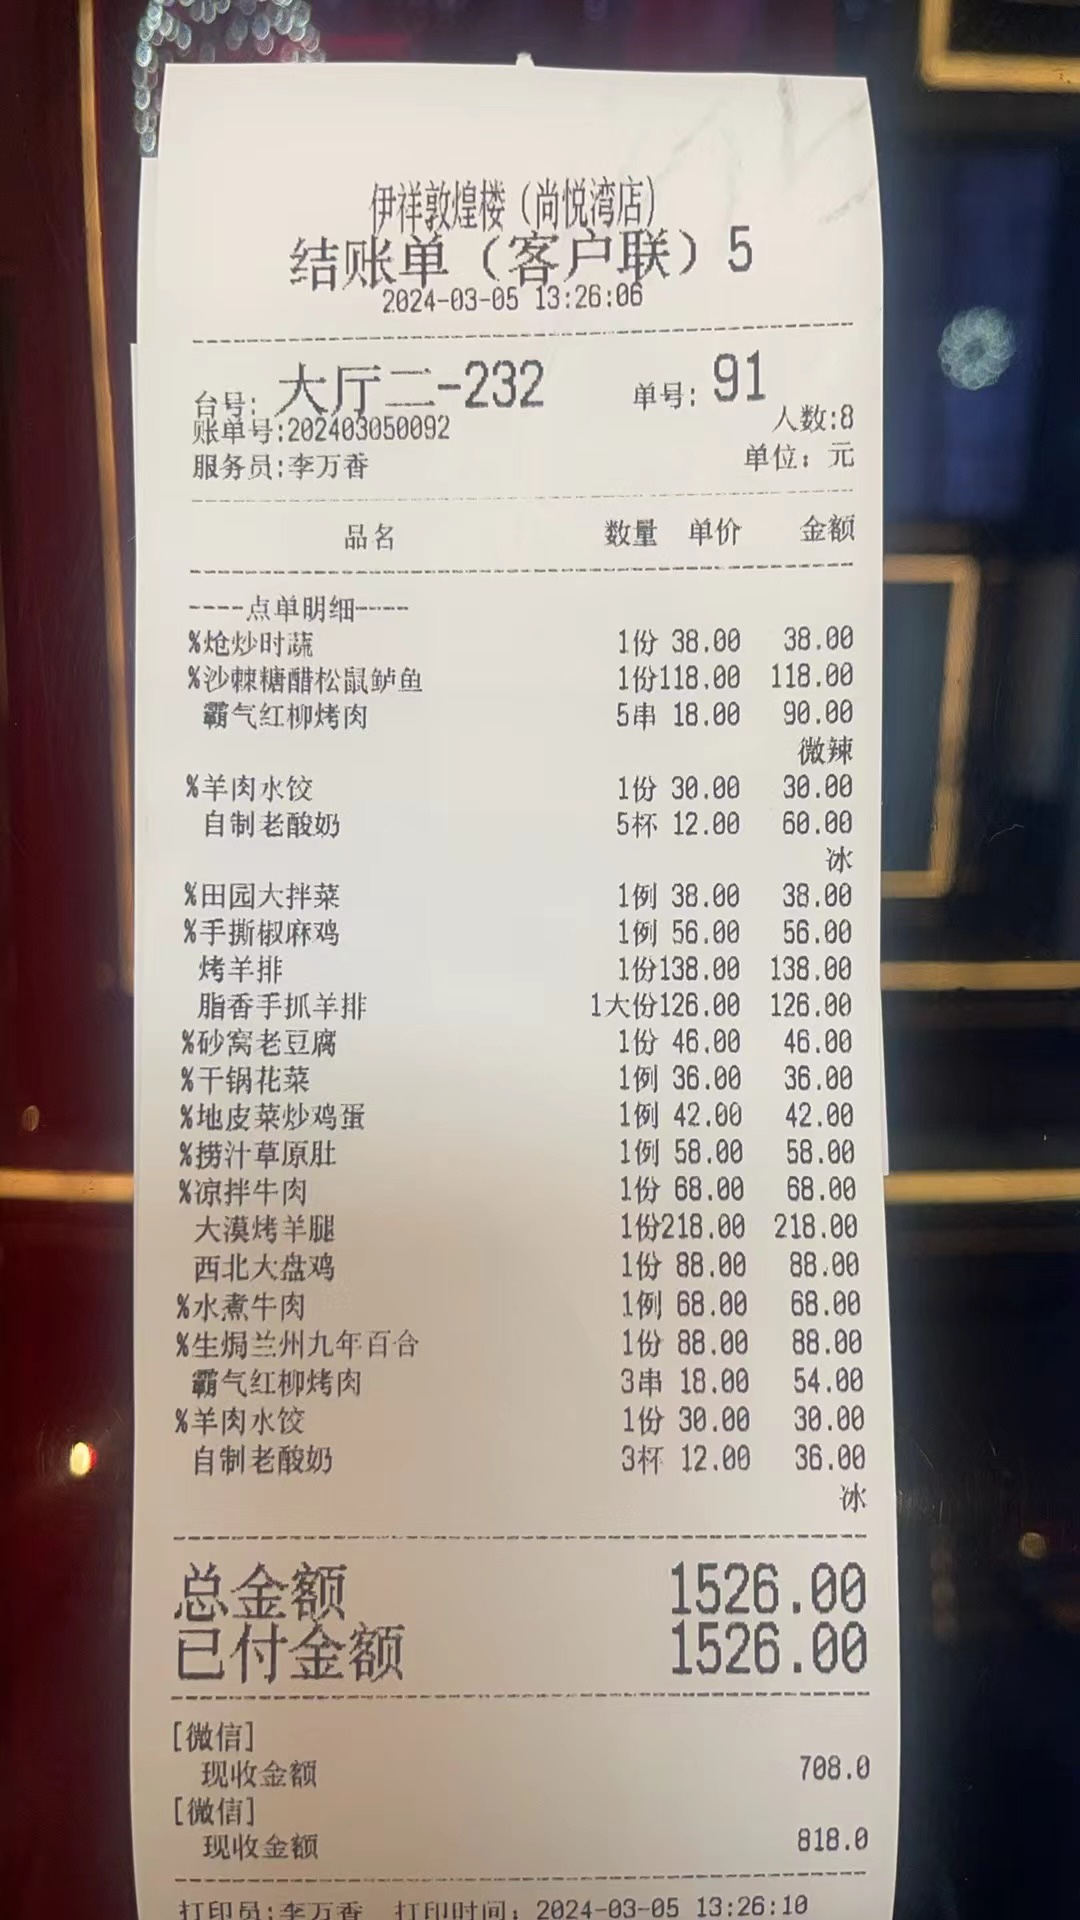 伊祥敦煌楼（尚悦湾店）
结账单（客户联）5
2024-03-05 13:26:06
台号: 大厅二-232 单号: 91
账单号:202403050092 人数:8
服务员:李万香 单位: 元
品名 数量 单价 金额
----点单明细----
%炝炒时蔬 1份 38.00 38.00
%沙棘糖醋松鼠鲈鱼 1份118.00 118.00
霸气红柳烤肉 5串 18.00 90.00
微辣
%羊肉水饺 1份 30.00 30.00
自制老酸奶 5杯 12.00 60.00
冰
%田园大拌菜 1例 38.00 38.00
%手撕椒麻鸡 1例 56.00 56.00
烤羊排 1份138.00 138.00
脂香手抓羊排 1大份126.00 126.00
%砂窝老豆腐 1份 46.00 46.00
%干锅花菜 1例 36.00 36.00
%地皮菜炒鸡蛋 1例 42.00 42.00
%捞汁草原肚 1例 58.00 58.00
%凉拌牛肉 1份 68.00 68.00
大漠烤羊腿 1份218.00 218.00
西北大盘鸡 1份 88.00 88.00
%水煮牛肉 1例 68.00 68.00
%生焗兰州九年百合 1份 88.00 88.00
霸气红柳烤肉 3串 18.00 54.00
%羊肉水饺 1份 30.00 30.00
自制老酸奶 3杯 12.00 36.00
冰
总金额 1526.00
已付金额 1526.00
[微信]
现收金额 708.0
[微信]
现收金额 818.0
打印员:李万香 打印时间: 2024-03-05 13:26:10